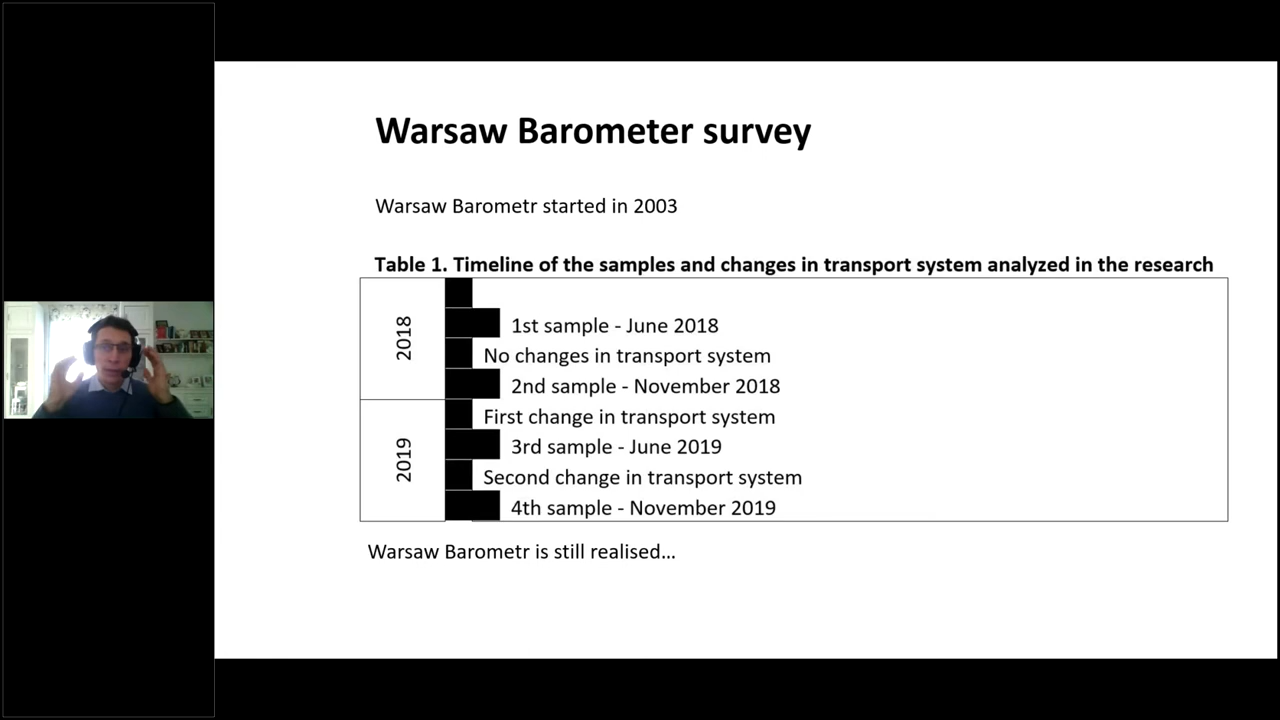 Warsaw Barometer survey
Warsaw Barometr started in 2003
Table 1. Timeline of the samples and changes in transport system analyzed in the research
2018
1st sample - June 2018
No changes in transport system
2nd sample - November 2018
2019
First change in transport system
3rd sample - June 2019
Second change in transport system
4th sample - November 2019
Warsaw Barometr is still realised...